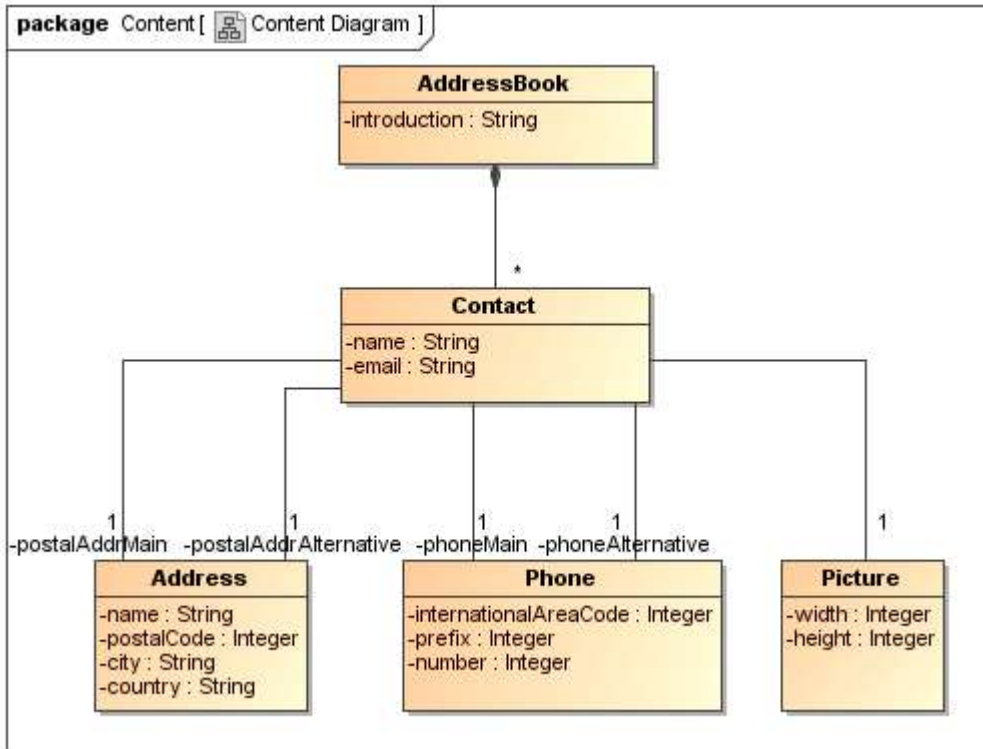 package Content [ Content Diagram ]
AddressBook
-introduction : String
*
Contact
-name : String
-email : String
1 1 1 1 1
-postalAddrMain -postalAddrAlternative -phoneMain -phoneAlternative
Address Phone Picture
-name : String -internationalAreaCode : Integer -width : Integer
-postalCode : Integer -prefix : Integer -height : Integer
-city : String -number : Integer
-country : String